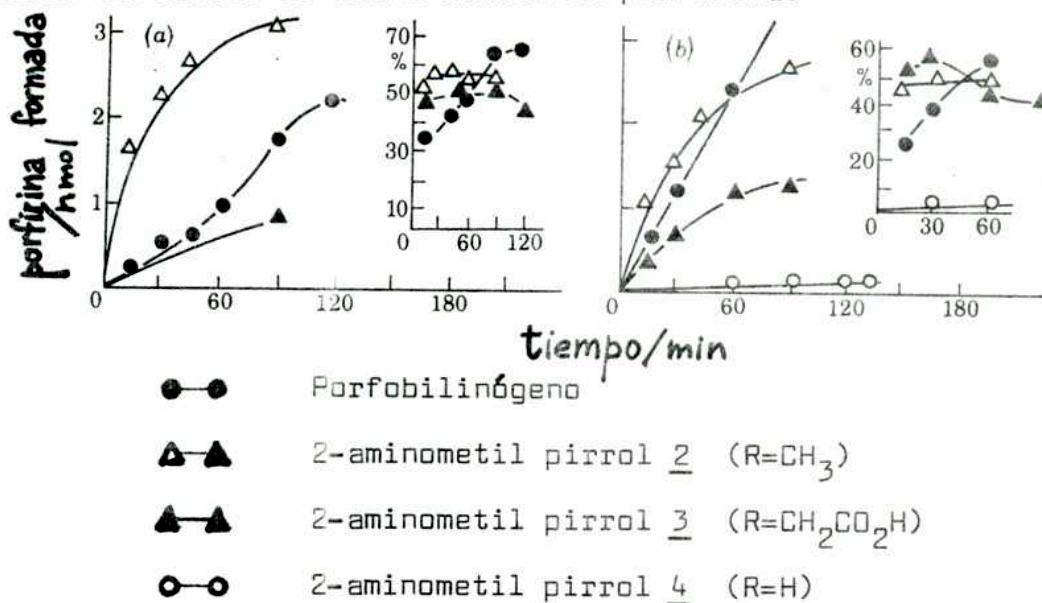 (a)
(b)
porfirina formada
/nmol
3
2
1
0
60
120
180
70
%
50
30
10
0
60
120
0
60
120
180
60
%
40
20
0
30
60
tiempo/min
Porfobilinógeno
2-aminometil pirrol 2 (R=CH₃)
2-aminometil pirrol 3 (R=CH₂CO₂H)
2-aminometil pirrol 4 (R=H)